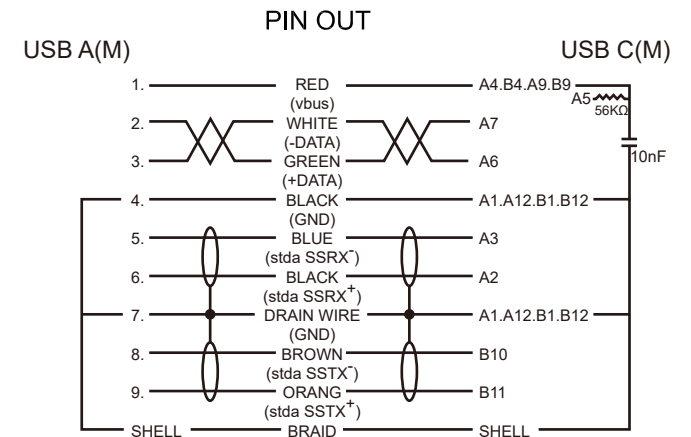 PIN OUT
USB A(M) USB C(M)
1. RED A4.B4.A9.B9
(vbus) A5 56KΩ
2. WHITE A7
(-DATA)
10nF
3. GREEN A6
(+DATA)
4. BLACK A1.A12.B1.B12
(GND)
5. BLUE A3
(stda SSRX⁻)
6. BLACK A2
(stda SSRX⁺)
7. DRAIN WIRE A1.A12.B1.B12
(GND)
8. BROWN B10
(stda SSTX⁻)
9. ORANG B11
(stda SSTX⁺)
SHELL BRAID SHELL